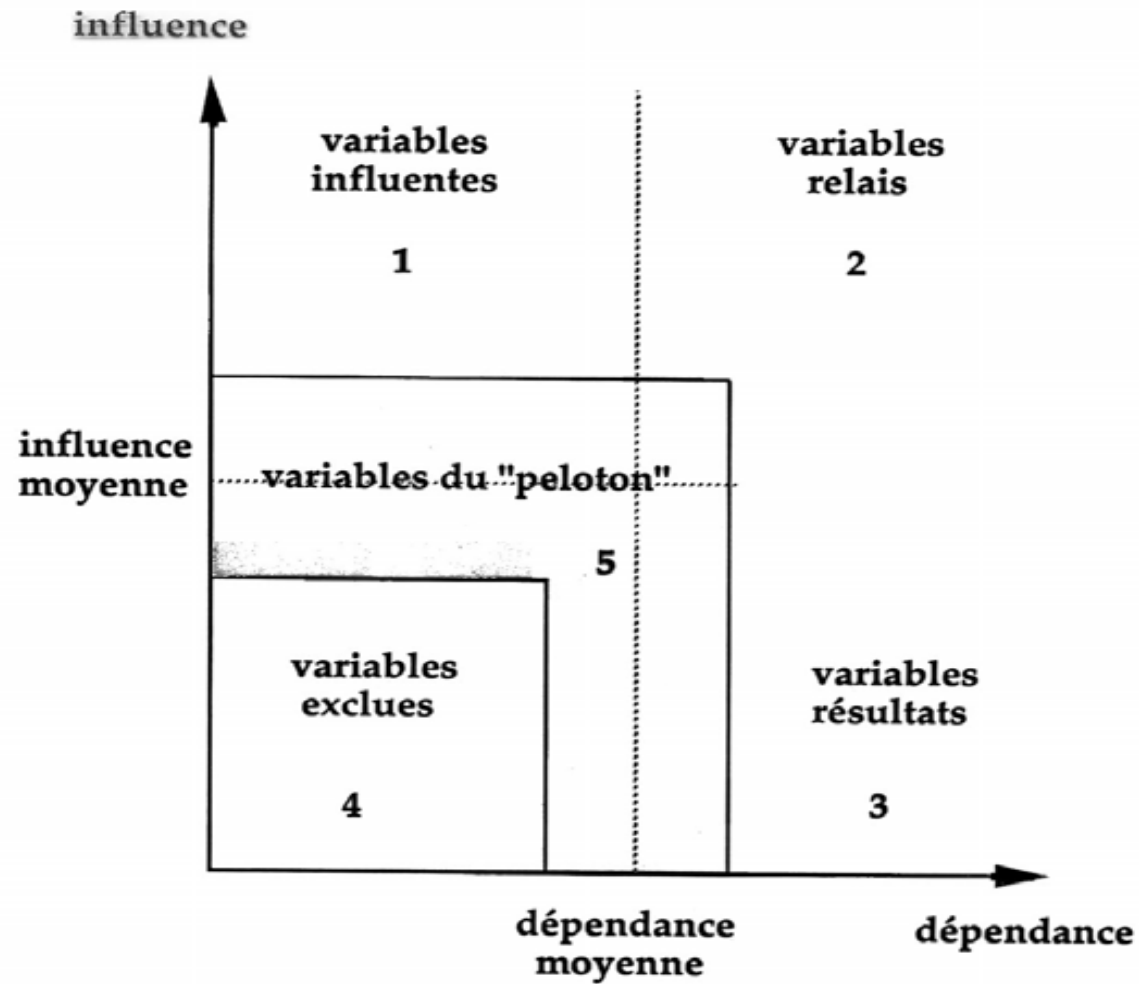 influence
variables
influentes
1
variables
relais
2
influence
moyenne
variables du "peloton"
5
variables
exclues
4
variables
résultats
3
dépendance
moyenne
dépendance